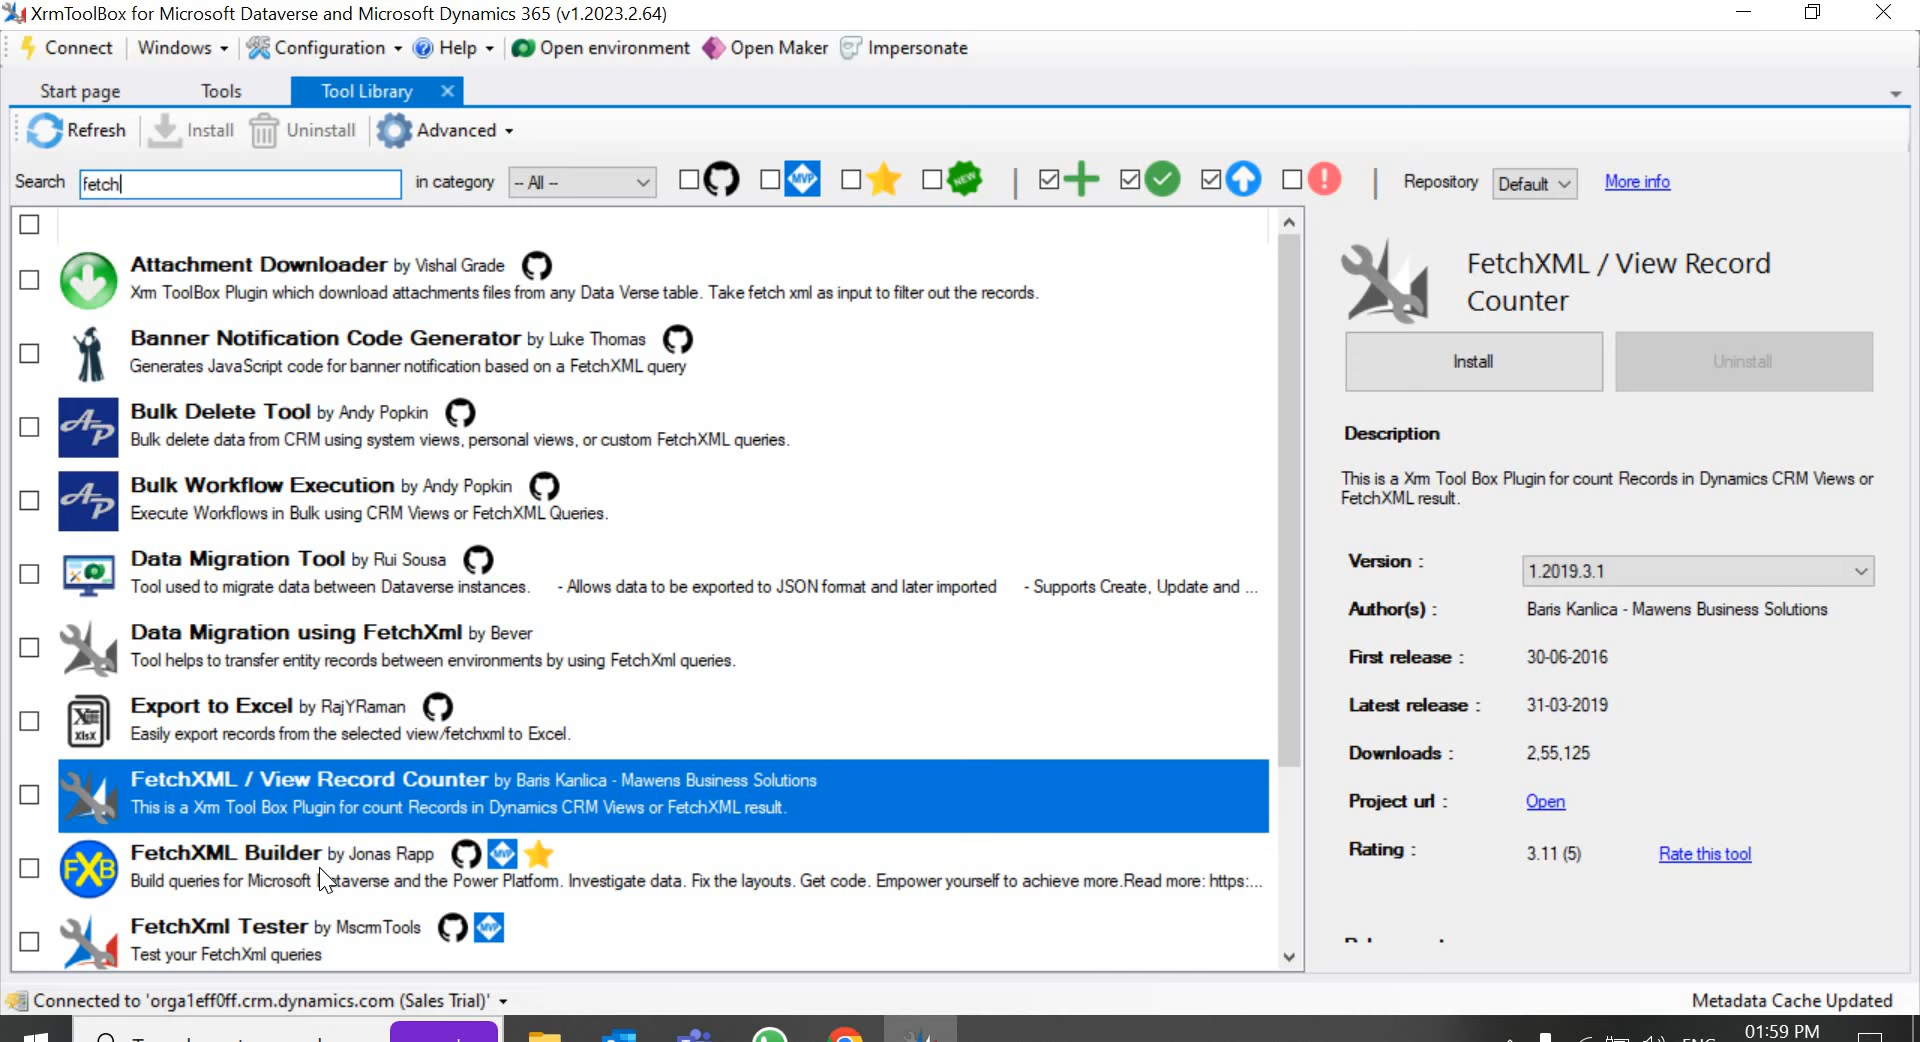 XrmToolBox for Microsoft Dataverse and Microsoft Dynamics 365 (v1.2023.2.64)
Connect Windows Configuration Help Open environment Open Maker Impersonate
Start page Tools Tool Library
Refresh Install Uninstall Advanced
Search fetch in category -- All -- MVP NEW Repository Default More info
Attachment Downloader by Vishal Grade
Xrm ToolBox Plugin which download attachments files from any Data Verse table. Take fetch xml as input to filter out the records.
Banner Notification Code Generator by Luke Thomas
Generates JavaScript code for banner notification based on a FetchXML query
AP
Bulk Delete Tool by Andy Popkin
Bulk delete data from CRM using system views, personal views, or custom FetchXML queries.
AP
Bulk Workflow Execution by Andy Popkin
Execute Workflows in Bulk using CRM Views or FetchXML Queries.
Data Migration Tool by Rui Sousa
Tool used to migrate data between Dataverse instances. - Allows data to be exported to JSON format and later imported - Supports Create, Update and ...
Data Migration using FetchXml by Bever
Tool helps to transfer entity records between environments by using FetchXml queries.
XlsX
Export to Excel by RajYRaman
Easily export records from the selected view/fetchxml to Excel.
FetchXML / View Record Counter by Baris Kanlica - Mawens Business Solutions
This is a Xrm Tool Box Plugin for count Records in Dynamics CRM Views or FetchXML result.
FXB
FetchXML Builder by Jonas Rapp MVP
Build queries for Microsoft Dataverse and the Power Platform. Investigate data. Fix the layouts. Get code. Empower yourself to achieve more.Read more: https:...
FetchXml Tester by MscrmTools MVP
Test your FetchXml queries
FetchXML / View Record
Counter
Install Uninstall
Description
This is a Xrm Tool Box Plugin for count Records in Dynamics CRM Views or
FetchXML result.
Version : 1.2019.3.1
Author(s) : Baris Kanlica - Mawens Business Solutions
First release : 30-06-2016
Latest release : 31-03-2019
Downloads : 2,55,125
Project url : Open
Rating : 3.11 (5) Rate this tool
Connected to 'orga1eff0ff.crm.dynamics.com (Sales Trial)' Metadata Cache Updated
01:59 PM
ENG